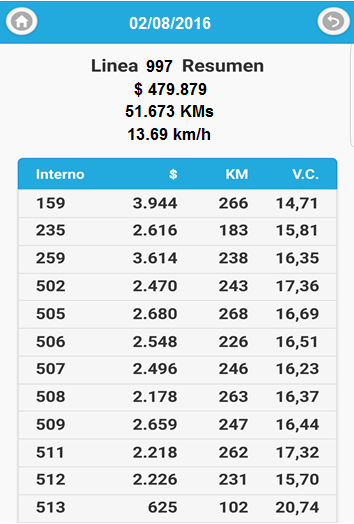 02/08/2016
Linea 997 Resumen
$ 479.879
51.673 KMs
13.69 km/h
Interno $ KM V.C.
159 3.944 266 14,71
235 2.616 183 15,81
259 3.614 238 16,35
502 2.470 243 17,36
505 2.680 268 16,69
506 2.548 226 16,51
507 2.496 246 16,23
508 2.178 263 16,37
509 2.659 247 16,44
511 2.218 262 17,32
512 2.226 231 15,70
513 625 102 20,74